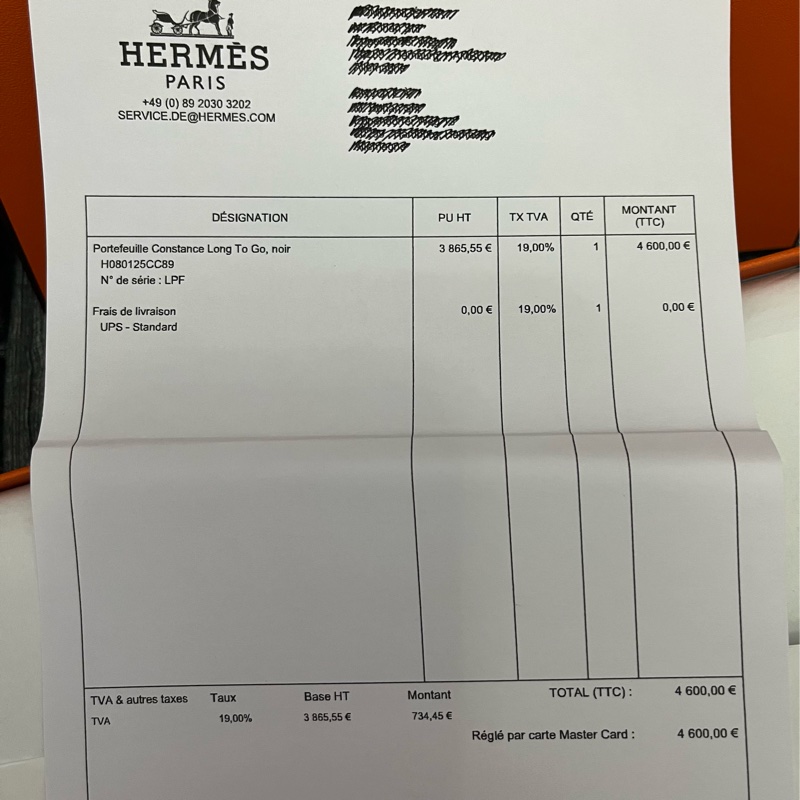 HERMÈS
PARIS
+49 (0) 89 2030 3202
SERVICE.DE@HERMES.COM
DÉSIGNATION PU HT TX TVA QTÉ MONTANT (TTC)
Portefeuille Constance Long To Go, noir 3 865,55 € 19,00% 1 4 600,00 €
H080125CC89
N° de série : LPF
Frais de livraison 0,00 € 19,00% 1 0,00 €
UPS - Standard
TVA & autres taxes Taux Base HT Montant TOTAL (TTC) : 4 600,00 €
TVA 19,00% 3 865,55 € 734,45 €
Réglé par carte Master Card : 4 600,00 €